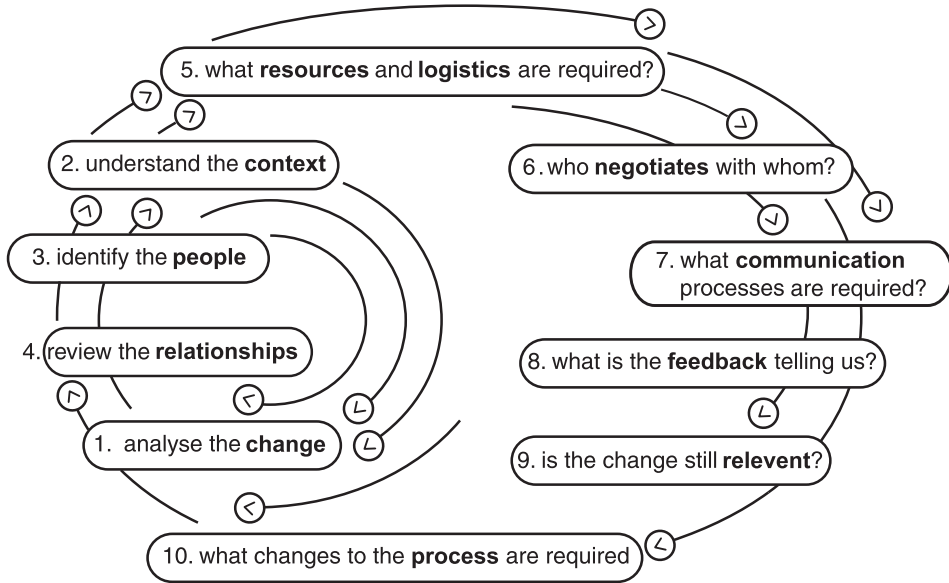 5. what resources and logistics are required?
2. understand the context
6. who negotiates with whom?
3. identify the people
7. what communication
processes are required?
4. review the relationships
8. what is the feedback telling us?
1. analyse the change
9. is the change still relevent?
10. what changes to the process are required